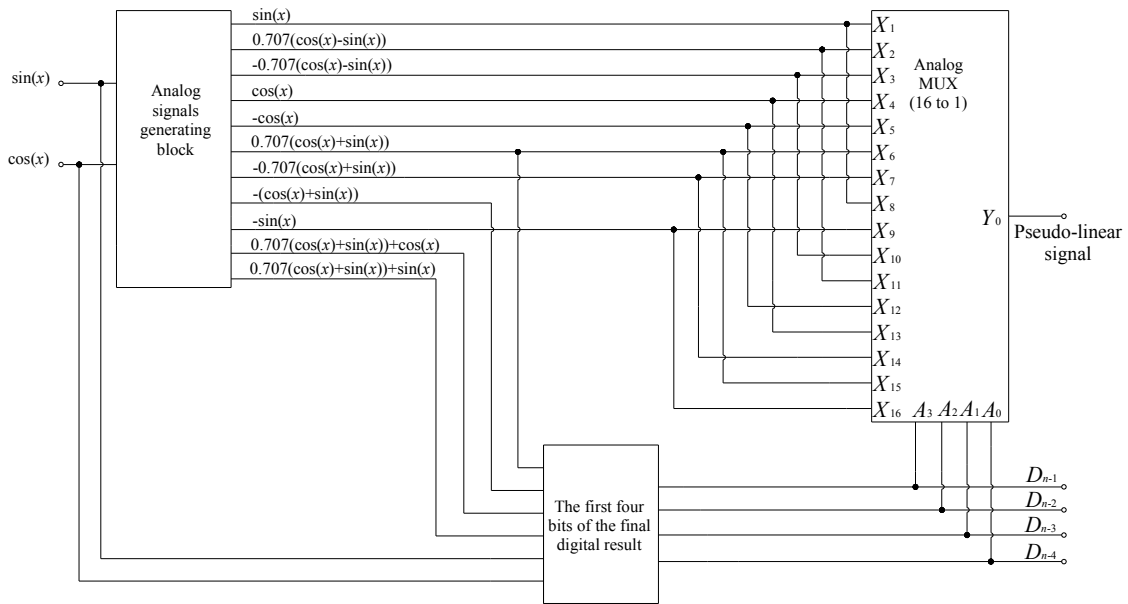 sin(x)
cos(x)
Analog
signals
generating
block
sin(x)
0.707(cos(x)-sin(x))
-0.707(cos(x)-sin(x))
cos(x)
-cos(x)
0.707(cos(x)+sin(x))
-0.707(cos(x)+sin(x))
-(cos(x)+sin(x))
-sin(x)
0.707(cos(x)+sin(x))+cos(x)
0.707(cos(x)+sin(x))+sin(x)
X1
X2
X3
X4
X5
X6
X7
X8
X9
X10
X11
X12
X13
X14
X15
X16
Analog
MUX
(16 to 1)
Y0
A3 A2 A1 A0
Pseudo-linear
signal
The first four
bits of the final
digital result
Dn-1
Dn-2
Dn-3
Dn-4